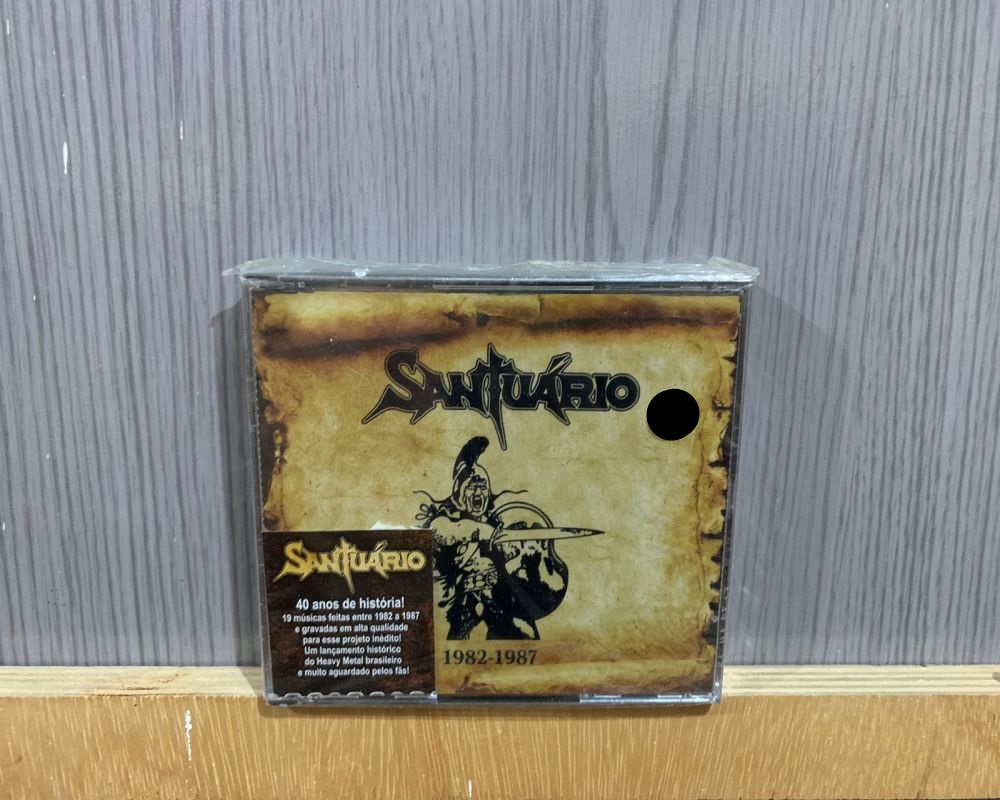 SANTUÁRIO
SANTUÁRIO
40 anos de história!
19 músicas feitas entre 1982 a 1987
e gravadas em alta qualidade
para esse projeto inédito!
Um lançamento histórico
do Heavy Metal brasileiro
e muito aguardado pelos fãs!
1982-1987